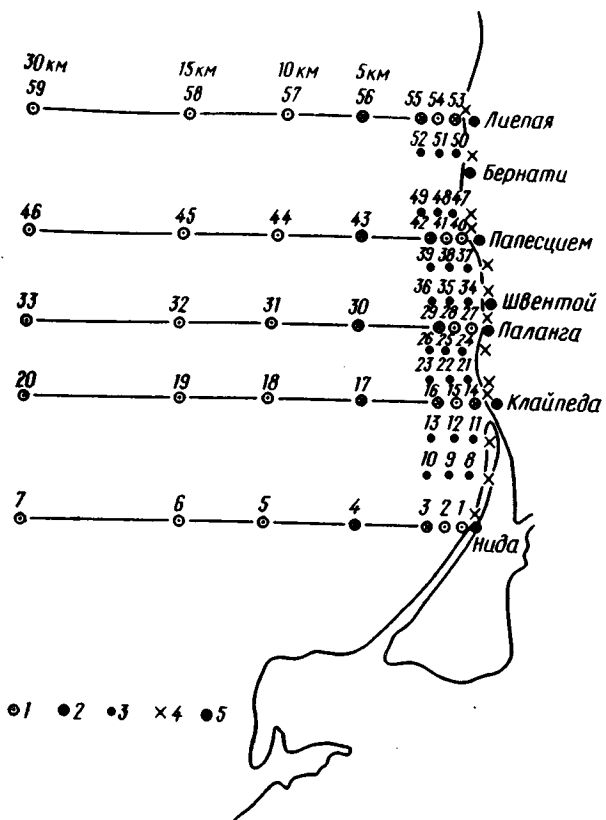 30 км 15 км 10 км 5 км
59 58 57 56 55 54 53
Лиепая
52 51 50
Бернати
49 48 47
46 45 44 43 42 41 40
Папесцием
39 38 37
36 35 34
Швентой
33 32 31 30 29 28 27
Паланга
26 25 24
23 22 21
20 19 18 17 16 15 14
Клайпеда
13 12 11
10 9 8
7 6 5 4 3 2 1
Нида
1 2 3 4 5